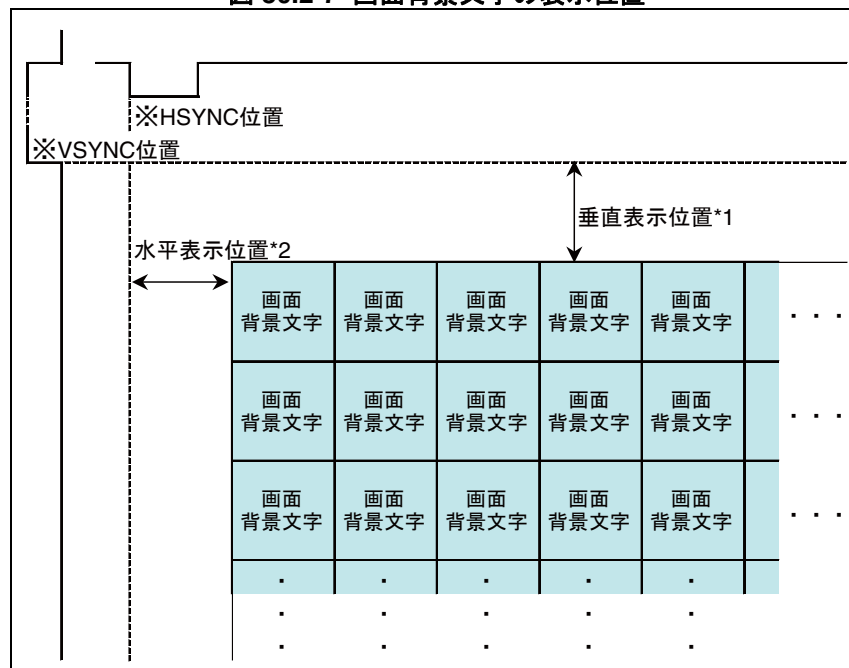 ※HSYNC位置
※VSYNC位置
垂直表示位置*1
水平表示位置*2
画面 画面 画面 画面 画面
背景文字 背景文字 背景文字 背景文字 背景文字 ・・・
画面 画面 画面 画面 画面
背景文字 背景文字 背景文字 背景文字 背景文字 ・・・
画面 画面 画面 画面 画面
背景文字 背景文字 背景文字 背景文字 背景文字 ・・・